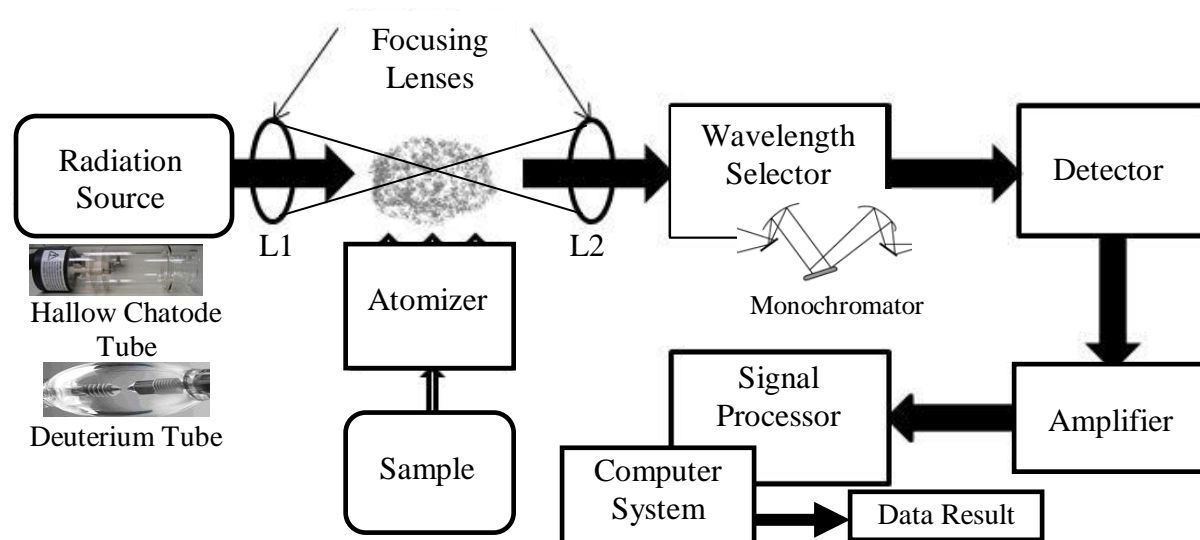 Focusing
Lenses
Radiation
Source
L1
L2
Wavelength
Selector
Detector
Hallow Chatode
Tube
Deuterium Tube
Atomizer
Monochromator
Sample
Signal
Processor
Amplifier
Computer
System
Data Result